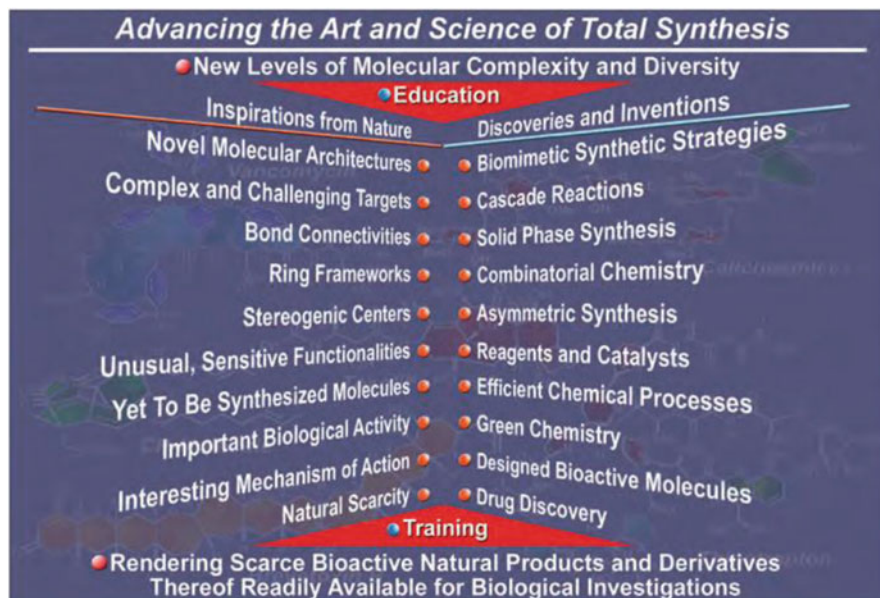 Advancing the Art and Science of Total Synthesis
New Levels of Molecular Complexity and Diversity
Education
Inspirations from Nature
Novel Molecular Architectures
Complex and Challenging Targets
Bond Connectivities
Ring Frameworks
Stereogenic Centers
Unusual, Sensitive Functionalities
Yet To Be Synthesized Molecules
Important Biological Activity
Interesting Mechanism of Action
Natural Scarcity
Discoveries and Inventions
Biomimetic Synthetic Strategies
Cascade Reactions
Solid Phase Synthesis
Combinatorial Chemistry
Asymmetric Synthesis
Reagents and Catalysts
Efficient Chemical Processes
Green Chemistry
Designed Bioactive Molecules
Drug Discovery
Training
Rendering Scarce Bioactive Natural Products and Derivatives
Thereof Readily Available for Biological Investigations
Vancomycin